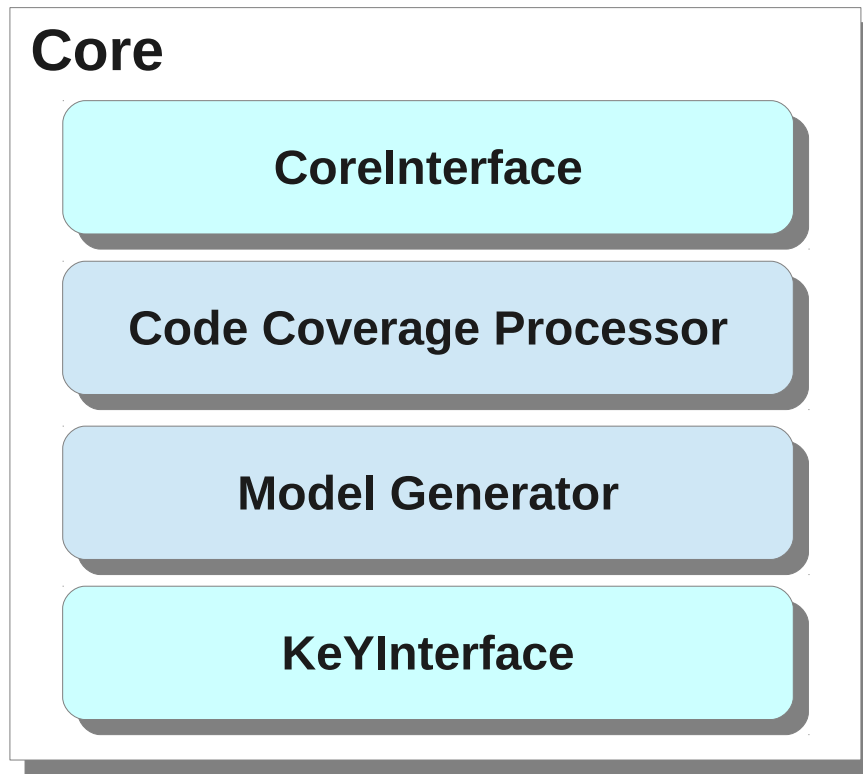 Core
CoreInterface
Code Coverage Processor
Model Generator
KeYInterface